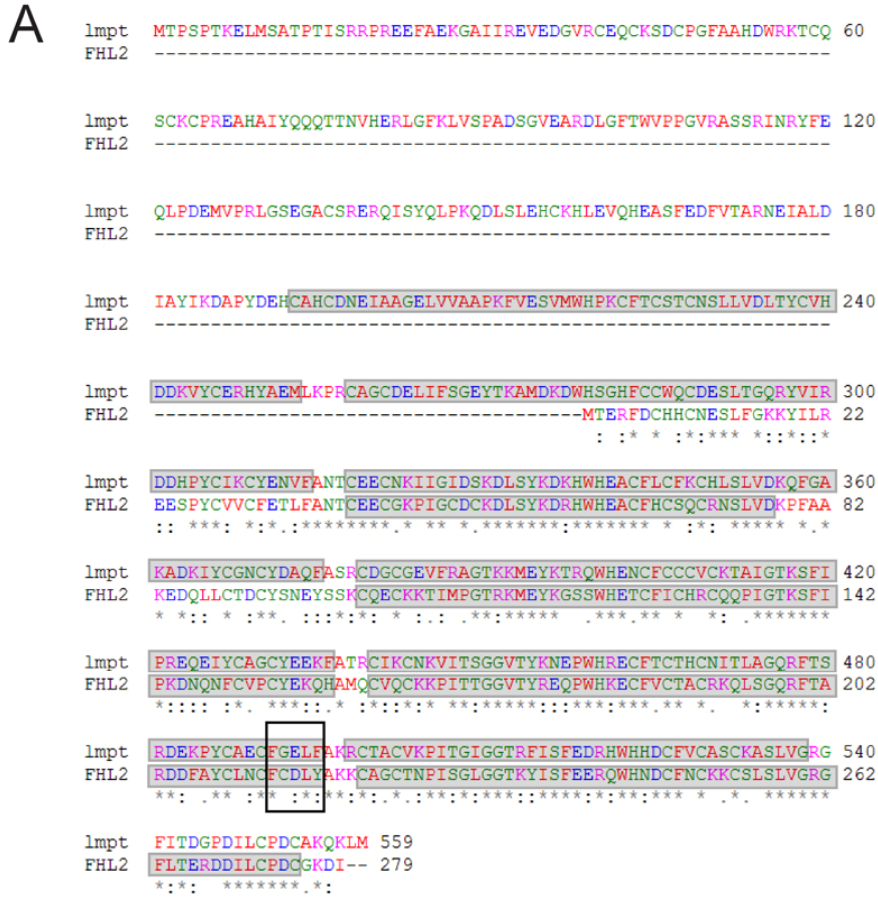 A
lmpt MTPSPTKELMSATPTISRRPREEFAEKGAIIREVEDGVRCEQCKSDCPGFAAHDWRKTCQ 60
FHL2 ------------------------------------------------------------
lmpt SCKCPREAHAIYQQQTTNVHERLGFKLVSPADSGVEARDLGFTWVPPGVRASSRINRYFE 120
FHL2 ------------------------------------------------------------
lmpt QLPDEMVPRLGSEGACSRERQISYQLPKQDLSLEHCKHLEVQHEASFEDFVTARNEIALD 180
FHL2 ------------------------------------------------------------
lmpt IAYIKDAPYDEHCAHCDNEIAAGELVVAAPKFVESVMWHPKCFTCSTCNSLLVDLTYCVH 240
FHL2 ------------------------------------------------------------
lmpt DDKVYCERHYAEMLKPRCAGCDELIFSGEYTKAMDKDWHSGHFCCWQCDESLTGQRYVIR 300
FHL2 --------------------------------------MTERFDCHHCNESLFGKKYILR 22
: :* * :*:*** *::*::*
lmpt DDHPYCIKCYENVFANTCEECNKIIGIDSKDLSYKDKHWHEACFLCFKCHLSLVDKQFGA 360
FHL2 EESPYCVVCFETLFANTCEECGKPIGCDCKDLSYKDRHWHEACFHCSQCRNSLVDKPFAA 82
:: ***: *:*.:********.* ** *.*******:******* * :*: ***** *.*
lmpt KADKIYCGNCYDAQFASRCDGCGEVFRAGTKKMEYKTRQWHENCFCCCVCKTAIGTKSFI 420
FHL2 KEDQLLCTDCYSNEYSSKCQECKKTIMPGTRKMEYKGSSWHETCFICHRCQQPIGTKSFI 142
* *:: * :**. :::*:*: * :.: .**:***** .***.** * *: .*******
lmpt PREQEIYCAGCYEEKFATRCIKCNKVITSGGVTYKNEPWHRECFTCTHCNITLAGQRFTS 480
FHL2 PKDNQNFCVPCYEKQHAMQCVQCKKPITTGGVTYREQPWHKECFVCTACRKQLSGQRFTA 202
*:::: :*. ***::.* :*::*:* **:*****:::***:***.** *. *:*****:
lmpt RDEKPYCAECFGELFAKRCTACVKPITGIGGTRFISFEDRHWHHDCFVCASCKASLVGRG 540
FHL2 RDDFAYCLNCFCDLYAKKCAGCTNPISGLGGTKYISFEERQWHNDCFNCKKCSLSLVGRG 262
**: .** :** :*:**:*:.*.:**:*:***::****:*:**:*** * .*. ******
lmpt FITDGPDILCPDCAKQKLM 559
FHL2 FLTERDDILCPDCGKDI-- 279
*:*: *******.*: